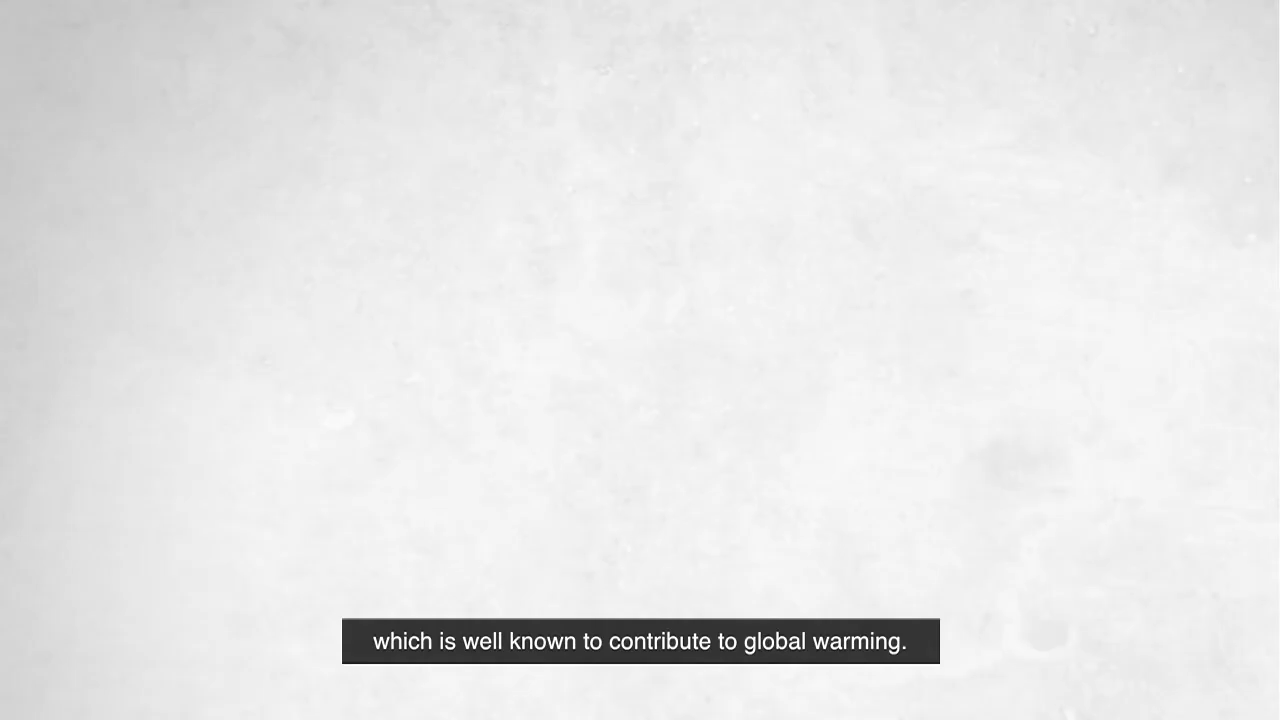 which is well known to contribute to global warming.